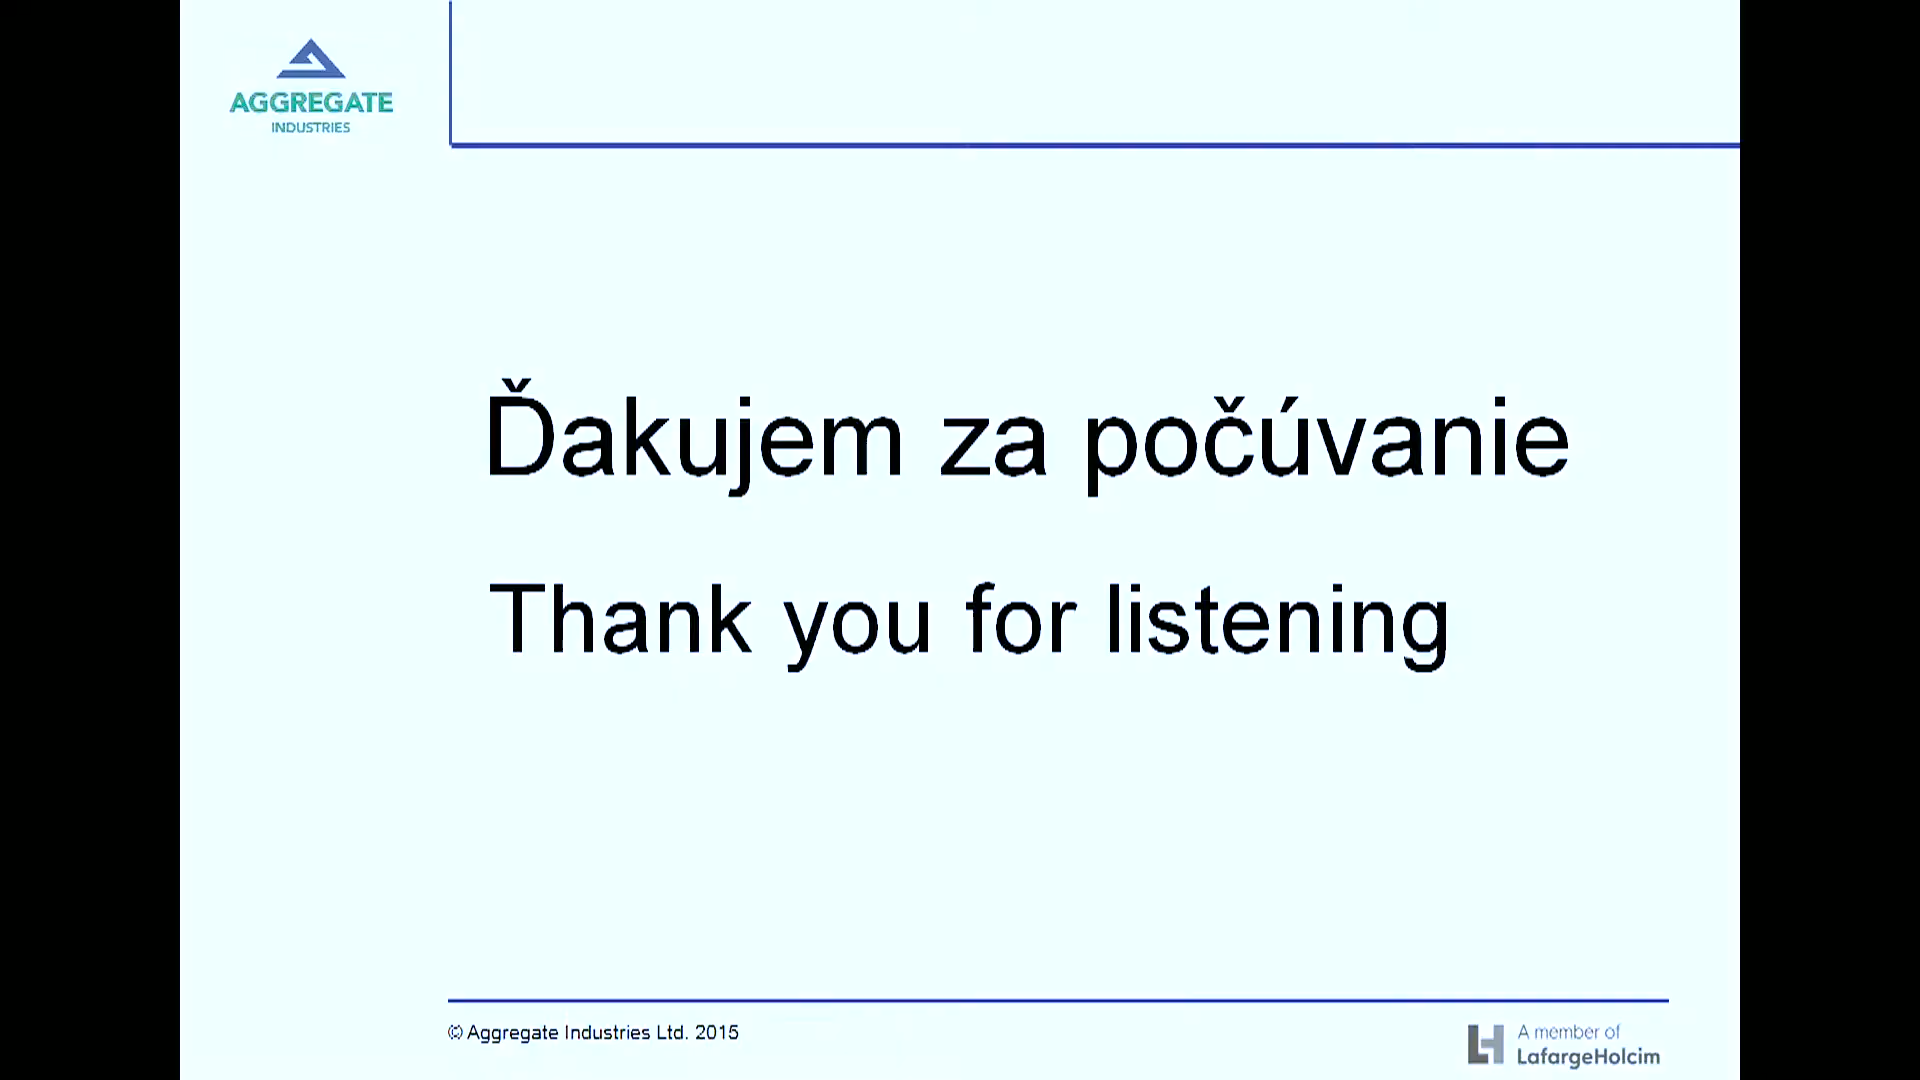 AGGREGATE
INDUSTRIES
Ďakujem za počúvanie
Thank you for listening
© Aggregate Industries Ltd. 2015
A member of
LafargeHolcim